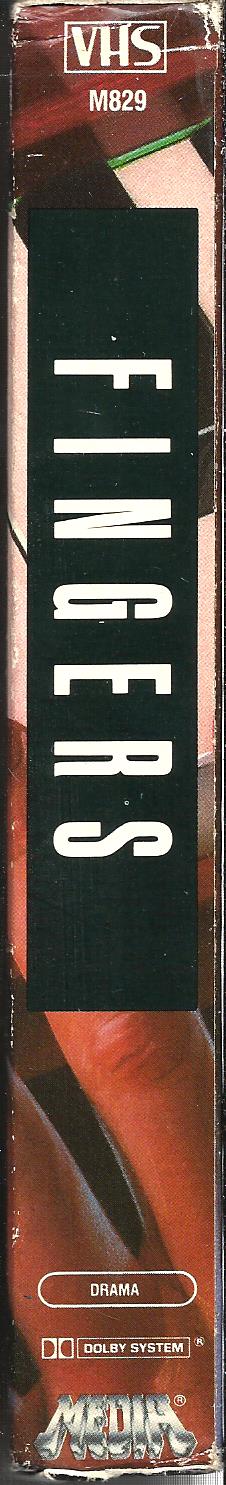 VHS
M829
FINGERS
DRAMA
DOLBY SYSTEM®
MEDIA®